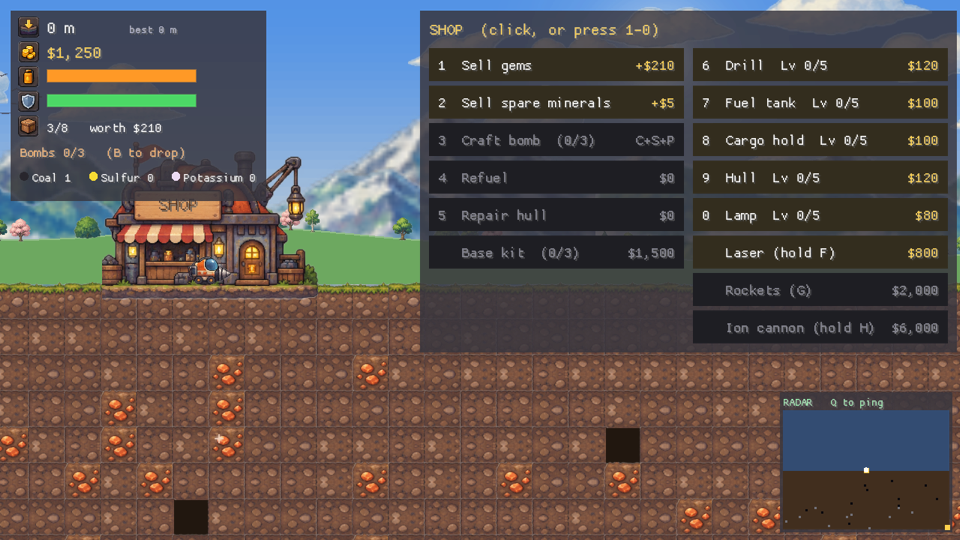 0 m best 0 m
$1,250
3/8 worth $210
Bombs 0/3 (B to drop)
Coal 1 Sulfur 0 Potassium 0
SHOP
SHOP (click, or press 1-0)
1 Sell gems +$210
2 Sell spare minerals +$5
3 Craft bomb (0/3) C+S+P
4 Refuel $0
5 Repair hull $0
Base kit (0/3) $1,500
6 Drill Lv 0/5 $120
7 Fuel tank Lv 0/5 $100
8 Cargo hold Lv 0/5 $100
9 Hull Lv 0/5 $120
0 Lamp Lv 0/5 $80
Laser (hold F) $800
Rockets (G) $2,000
Ion cannon (hold H) $6,000
RADAR Q to ping